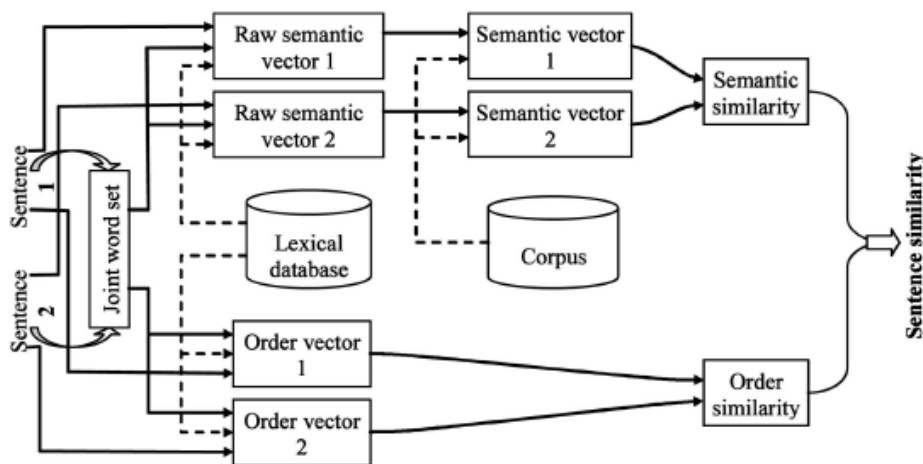 Raw semantic
vector 1
Semantic vector
1
Semantic
similarity
Raw semantic
vector 2
Semantic vector
2
Sentence
1
Joint word set
Sentence
2
Lexical
database
Corpus
Sentence similarity
Order vector
1
Order
similarity
Order vector
2